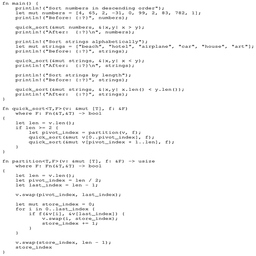 fn main() {
    println!("Sort numbers in descending order");
    let mut numbers = [4, 65, 2, -31, 0, 99, 2, 83, 782, 1];
    println!("Before: {:?}", numbers);

    quick_sort(&mut numbers, &|x,y| x > y);
    println!("After:  {:?}\n", numbers);

    println!("Sort strings alphabetically");
    let mut strings = ["beach", "hotel", "airplane", "car", "house", "art"];
    println!("Before: {:?}", strings);

    quick_sort(&mut strings, &|x,y| x < y);
    println!("After:  {:?}\n", strings);

    println!("Sort strings by length");
    println!("Before: {:?}", strings);

    quick_sort(&mut strings, &|x,y| x.len() < y.len());
    println!("After:  {:?}", strings);
}

fn quick_sort<T,F>(v: &mut [T], f: &F)
    where F: Fn(&T,&T) -> bool
{
    let len = v.len();
    if len >= 2 {
        let pivot_index = partition(v, f);
        quick_sort(&mut v[0..pivot_index], f);
        quick_sort(&mut v[pivot_index + 1..len], f);
    }
}

fn partition<T,F>(v: &mut [T], f: &F) -> usize
    where F: Fn(&T,&T) -> bool
{
    let len = v.len();
    let pivot_index = len / 2;
    let last_index = len - 1;

    v.swap(pivot_index, last_index);

    let mut store_index = 0;
    for i in 0..last_index {
        if f(&v[i], &v[last_index]) {
            v.swap(i, store_index);
            store_index += 1;
        }
    }

    v.swap(store_index, len - 1);
    store_index
}